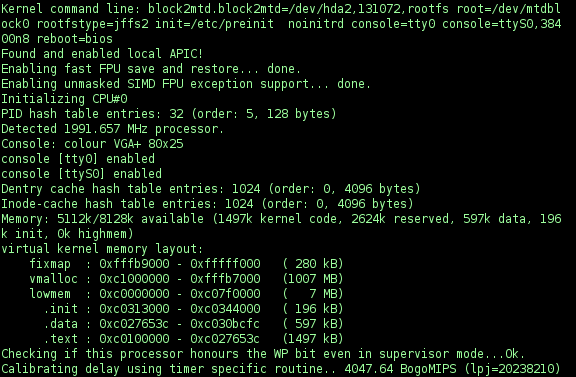 Kernel command line: block2mtd.block2mtd=/dev/hda2,131072,rootfs root=/dev/mtdbl
ock0 rootfstype=jffs2 init=/etc/preinit  noinitrd console=tty0 console=ttyS0,384
00n8 reboot=bios
Found and enabled local APIC!
Enabling fast FPU save and restore... done.
Enabling unmasked SIMD FPU exception support... done.
Initializing CPU#0
PID hash table entries: 32 (order: 5, 128 bytes)
Detected 1991.657 MHz processor.
Console: colour VGA+ 80x25
console [tty0] enabled
console [ttyS0] enabled
Dentry cache hash table entries: 1024 (order: 0, 4096 bytes)
Inode-cache hash table entries: 1024 (order: 0, 4096 bytes)
Memory: 5112k/8128k available (1497k kernel code, 2624k reserved, 597k data, 196
k init, 0k highmem)
virtual kernel memory layout:
    fixmap  : 0xfffb9000 - 0xfffff000   ( 280 kB)
    vmalloc : 0xc1000000 - 0xfffb7000   (1007 MB)
    lowmem  : 0xc0000000 - 0xc07f0000   (   7 MB)
      .init : 0xc0313000 - 0xc0344000   ( 196 kB)
      .data : 0xc027653c - 0xc030bcfc   ( 597 kB)
      .text : 0xc0100000 - 0xc027653c   (1497 kB)
Checking if this processor honours the WP bit even in supervisor mode...Ok.
Calibrating delay using timer specific routine.. 4047.64 BogoMIPS (lpj=20238210)